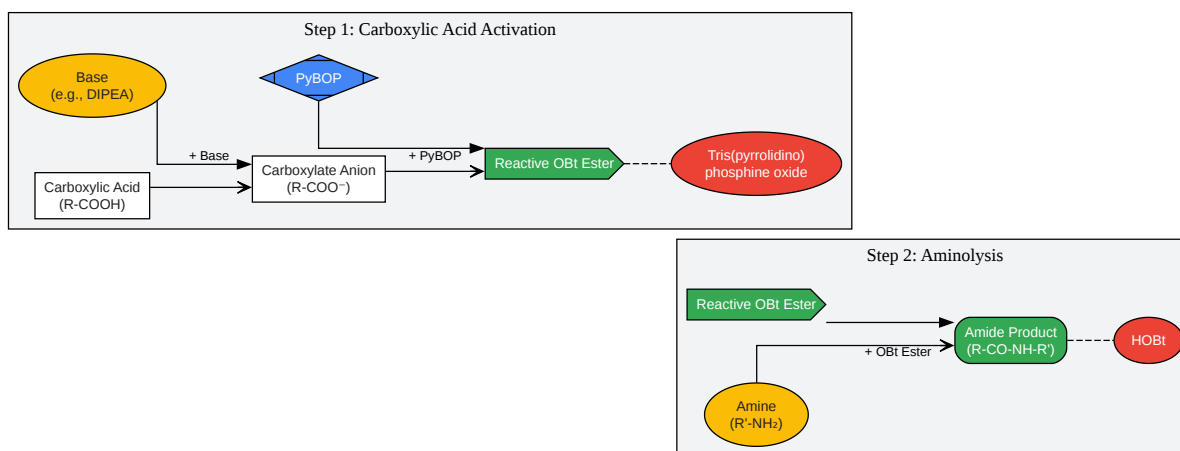 Step 1: Carboxylic Acid Activation
Base
(e.g., DIPEA)
PyBOP
+ Base
+ PyBOP
Carboxylic Acid
(R-COOH)
Carboxylate Anion
(R-COO⁻)
Reactive OBt Ester
Tris(pyrrolidino)
phosphine oxide
Step 2: Aminolysis
Reactive OBt Ester
+ OBt Ester
Amide Product
(R-CO-NH-R')
HOBt
Amine
(R'-NH₂)